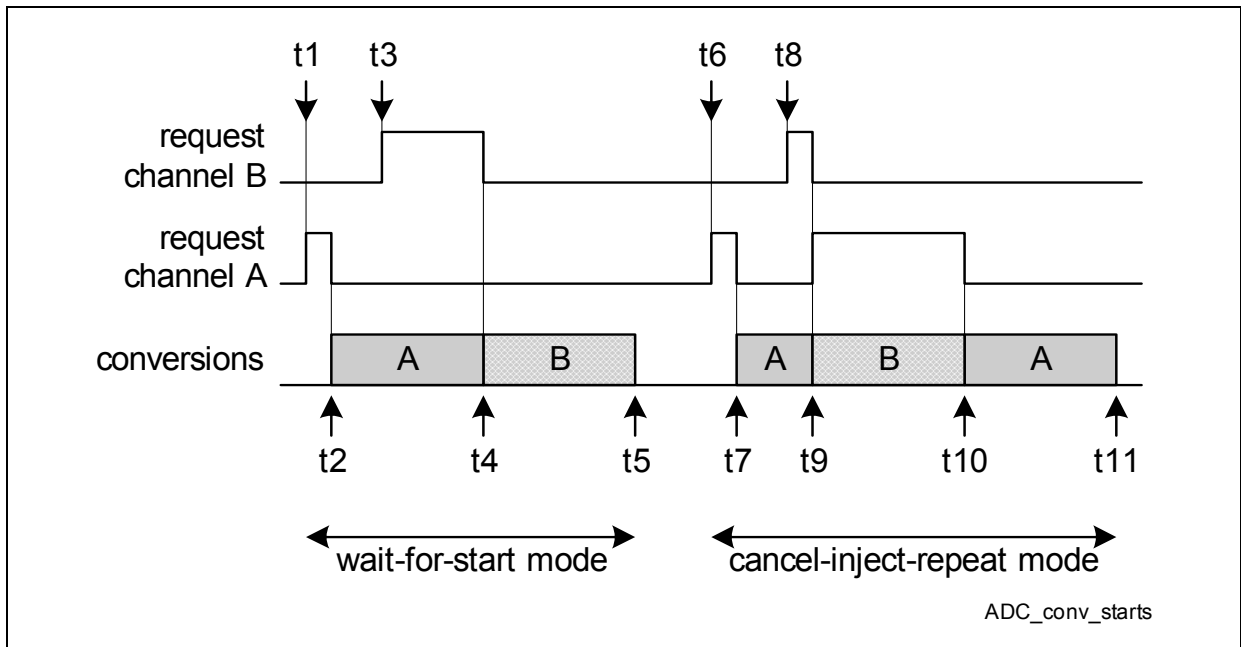 t1 t3 t6 t8
request
channel B
request
channel A
conversions A B A B A
t2 t4 t5 t7 t9 t10 t11
wait-for-start mode cancel-inject-repeat mode
ADC_conv_starts